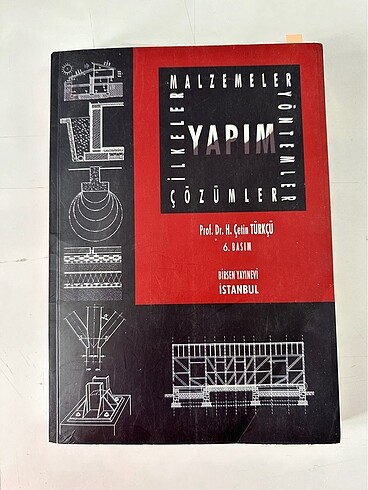 MALZEMELER
İLKELER
YAPIM
YÖNTEMLER
ÇÖZÜMLER
Prof. Dr. H. Çetin TÜRKÇÜ
6. BASIM
BİRSEN YAYINEVİ
İSTANBUL